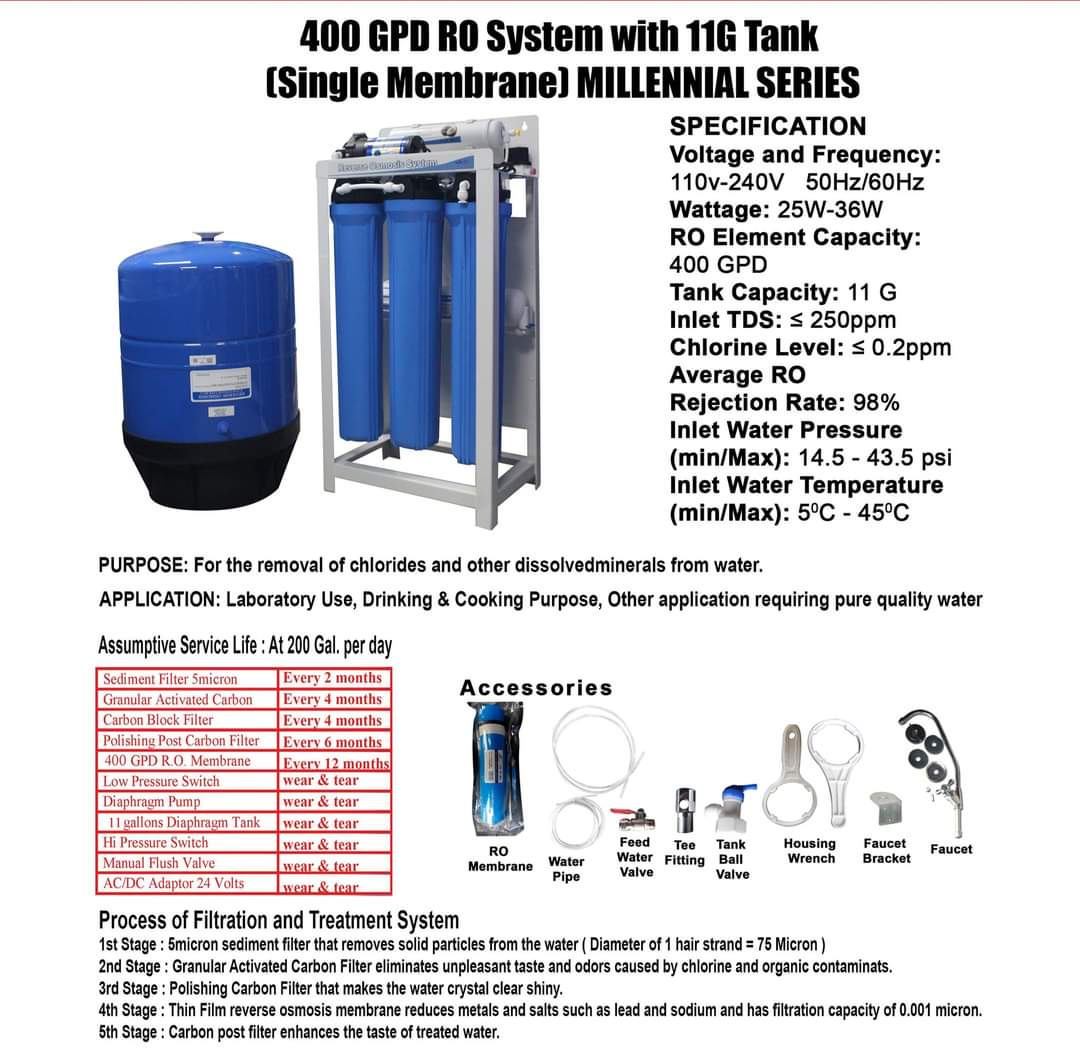 400 GPD RO System with 11G Tank
(Single Membrane) MILLENNIAL SERIES
Reverse Osmosis System
SPECIFICATION
Voltage and Frequency:
110v-240V 50Hz/60Hz
Wattage: 25W-36W
RO Element Capacity:
400 GPD
Tank Capacity: 11 G
Inlet TDS: ≤ 250ppm
Chlorine Level: ≤ 0.2ppm
Average RO
Rejection Rate: 98%
Inlet Water Pressure
(min/Max): 14.5 - 43.5 psi
Inlet Water Temperature
(min/Max): 5⁰C - 45⁰C
PURPOSE: For the removal of chlorides and other dissolvedminerals from water.
APPLICATION: Laboratory Use, Drinking & Cooking Purpose, Other application requiring pure quality water
Assumptive Service Life : At 200 Gal. per day
Sediment Filter 5micron Every 2 months
Granular Activated Carbon Every 4 months
Carbon Block Filter Every 4 months
Polishing Post Carbon Filter Every 6 months
400 GPD R.O. Membrane Every 12 months
Low Pressure Switch wear & tear
Diaphragm Pump wear & tear
11 gallons Diaphragm Tank wear & tear
Hi Pressure Switch wear & tear
Manual Flush Valve wear & tear
AC/DC Adaptor 24 Volts wear & tear
Accessories
RO
Membrane
Water
Pipe
Feed
Water
Valve
Tee
Fitting
Tank
Ball
Valve
Housing
Wrench
Faucet
Bracket
Faucet
Process of Filtration and Treatment System
1st Stage : 5micron sediment filter that removes solid particles from the water ( Diameter of 1 hair strand = 75 Micron )
2nd Stage : Granular Activated Carbon Filter eliminates unpleasant taste and odors caused by chlorine and organic contaminats.
3rd Stage : Polishing Carbon Filter that makes the water crystal clear shiny.
4th Stage : Thin Film reverse osmosis membrane reduces metals and salts such as lead and sodium and has filtration capacity of 0.001 micron.
5th Stage : Carbon post filter enhances the taste of treated water.